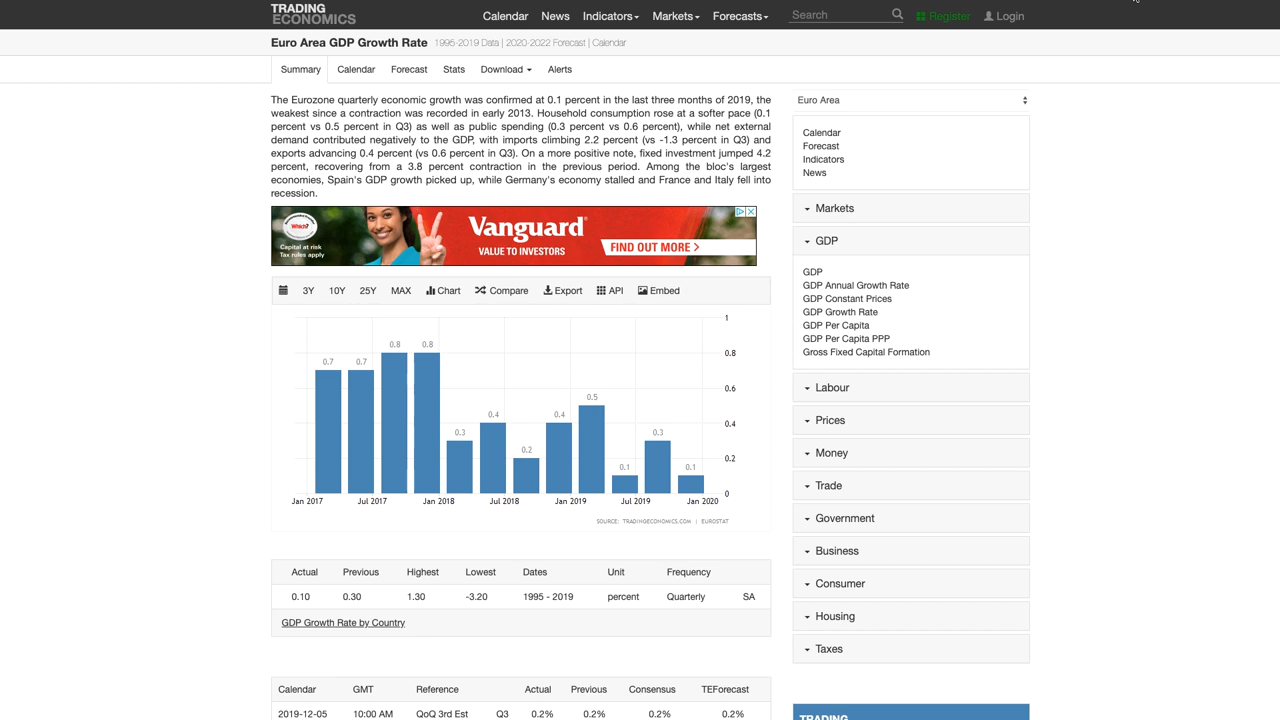 TRADING
ECONOMICS
Calendar News Indicators Markets Forecasts Search Register Login
Euro Area GDP Growth Rate 1995-2019 Data | 2020-2022 Forecast | Calendar
Summary Calendar Forecast Stats Download Alerts
The Eurozone quarterly economic growth was confirmed at 0.1 percent in the last three months of 2019, the
weakest since a contraction was recorded in early 2013. Household consumption rose at a softer pace (0.1
percent vs 0.5 percent in Q3) as well as public spending (0.3 percent vs 0.6 percent), while net external
demand contributed negatively to the GDP, with imports climbing 2.2 percent (vs -1.3 percent in Q3) and
exports advancing 0.4 percent (vs 0.6 percent in Q3). On a more positive note, fixed investment jumped 4.2
percent, recovering from a 3.8 percent contraction in the previous period. Among the bloc's largest
economies, Spain's GDP growth picked up, while Germany's economy stalled and France and Italy fell into
recession.
Which?
Capital at risk
Tax rules apply
Vanguard
VALUE TO INVESTORS
FIND OUT MORE >
3Y 10Y 25Y MAX Chart Compare Export API Embed
1
0.8
0.6
0.4
0.2
0
0.7 0.7 0.8 0.8 0.3 0.4 0.2 0.4 0.5 0.1 0.3 0.1
Jan 2017 Jul 2017 Jan 2018 Jul 2018 Jan 2019 Jul 2019 Jan 2020
SOURCE: TRADINGECONOMICS.COM | EUROSTAT
Actual Previous Highest Lowest Dates Unit Frequency
0.10 0.30 1.30 -3.20 1995 - 2019 percent Quarterly SA
GDP Growth Rate by Country
Calendar GMT Reference Actual Previous Consensus TEForecast
2019-12-05 10:00 AM QoQ 3rd Est Q3 0.2% 0.2% 0.2% 0.2%
Euro Area
Calendar
Forecast
Indicators
News
Markets
GDP
GDP
GDP Annual Growth Rate
GDP Constant Prices
GDP Growth Rate
GDP Per Capita
GDP Per Capita PPP
Gross Fixed Capital Formation
Labour
Prices
Money
Trade
Government
Business
Consumer
Housing
Taxes
TRADING